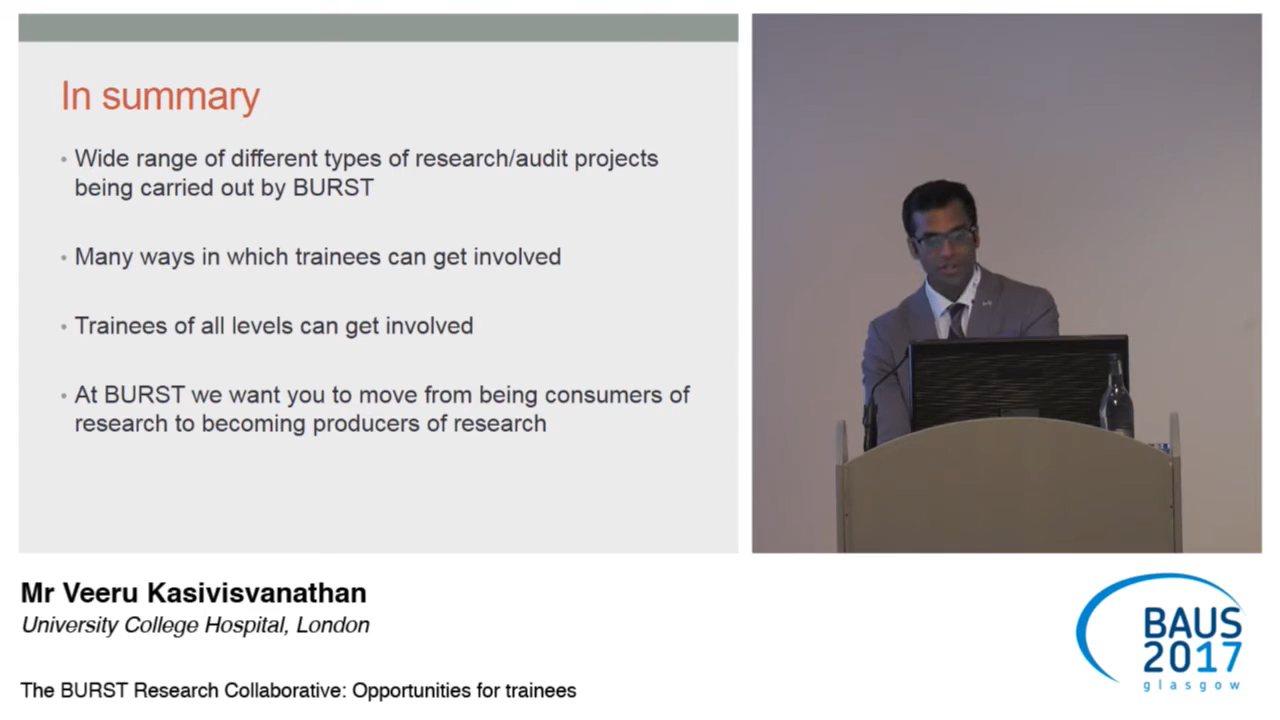 In summary
• Wide range of different types of research/audit projects
being carried out by BURST
• Many ways in which trainees can get involved
• Trainees of all levels can get involved
• At BURST we want you to move from being consumers of
research to becoming producers of research
Mr Veeru Kasivisvanathan
University College Hospital, London
The BURST Research Collaborative: Opportunities for trainees
BAUS
2017
glasgow